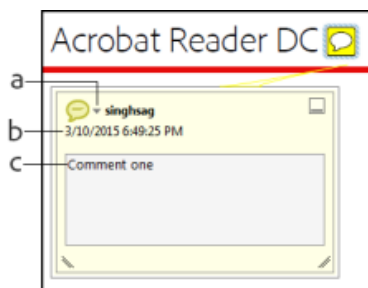 Acrobat Reader DC
a
singhsag
b 3/10/2015 6:49:25 PM
c Comment one